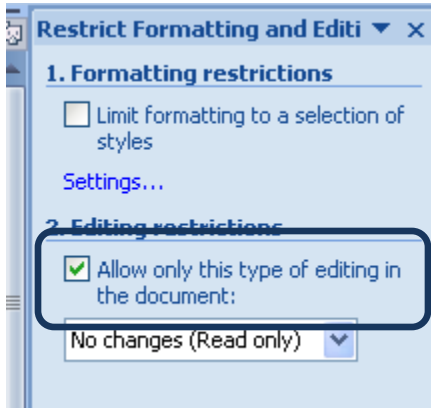 Restrict Formatting and Editi
1. Formatting restrictions
Limit formatting to a selection of
styles
Settings...
2. Editing restrictions
Allow only this type of editing in
the document:
No changes (Read only)